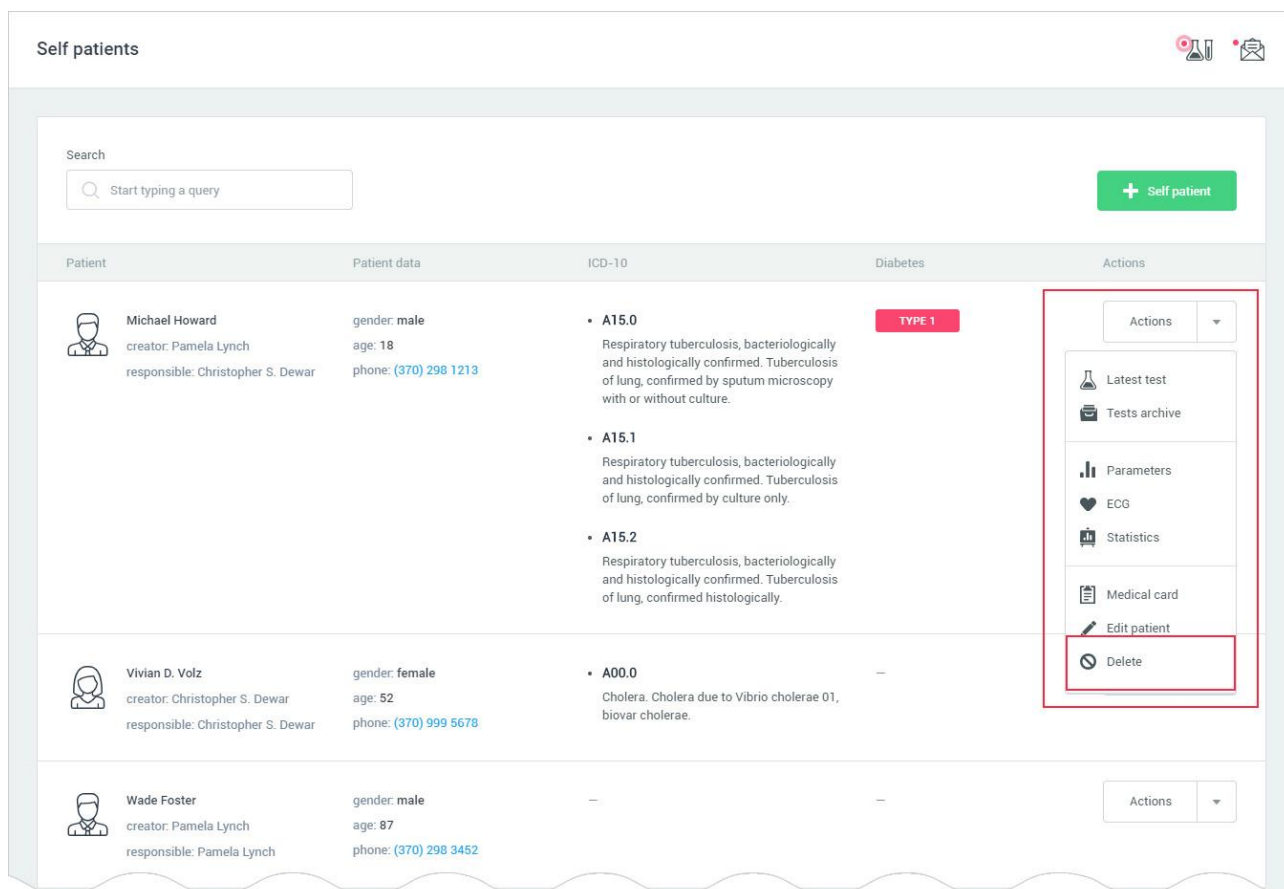 Self patients
Search
Start typing a query
Self patient
Patient
Patient data
ICD-10
Diabetes
Actions
Michael Howard
creator: Pamela Lynch
responsible: Christopher S. Dewar
gender: male
age: 18
phone: (370) 298 1213
• A15.0
Respiratory tuberculosis, bacteriologically
and histologically confirmed. Tuberculosis
of lung, confirmed by sputum microscopy
with or without culture.
• A15.1
Respiratory tuberculosis, bacteriologically
and histologically confirmed. Tuberculosis
of lung, confirmed by culture only.
• A15.2
Respiratory tuberculosis, bacteriologically
and histologically confirmed. Tuberculosis
of lung, confirmed histologically.
TYPE 1
Actions
Latest test
Tests archive
Parameters
ECG
Statistics
Medical card
Edit patient
Delete
Vivian D. Volz
creator: Christopher S. Dewar
responsible: Christopher S. Dewar
gender: female
age: 52
phone: (370) 999 5678
• A00.0
Cholera. Cholera due to Vibrio cholerae 01,
biovar cholerae.
—
Wade Foster
creator: Pamela Lynch
responsible: Pamela Lynch
gender: male
age: 87
phone: (370) 298 3452
—
—
Actions